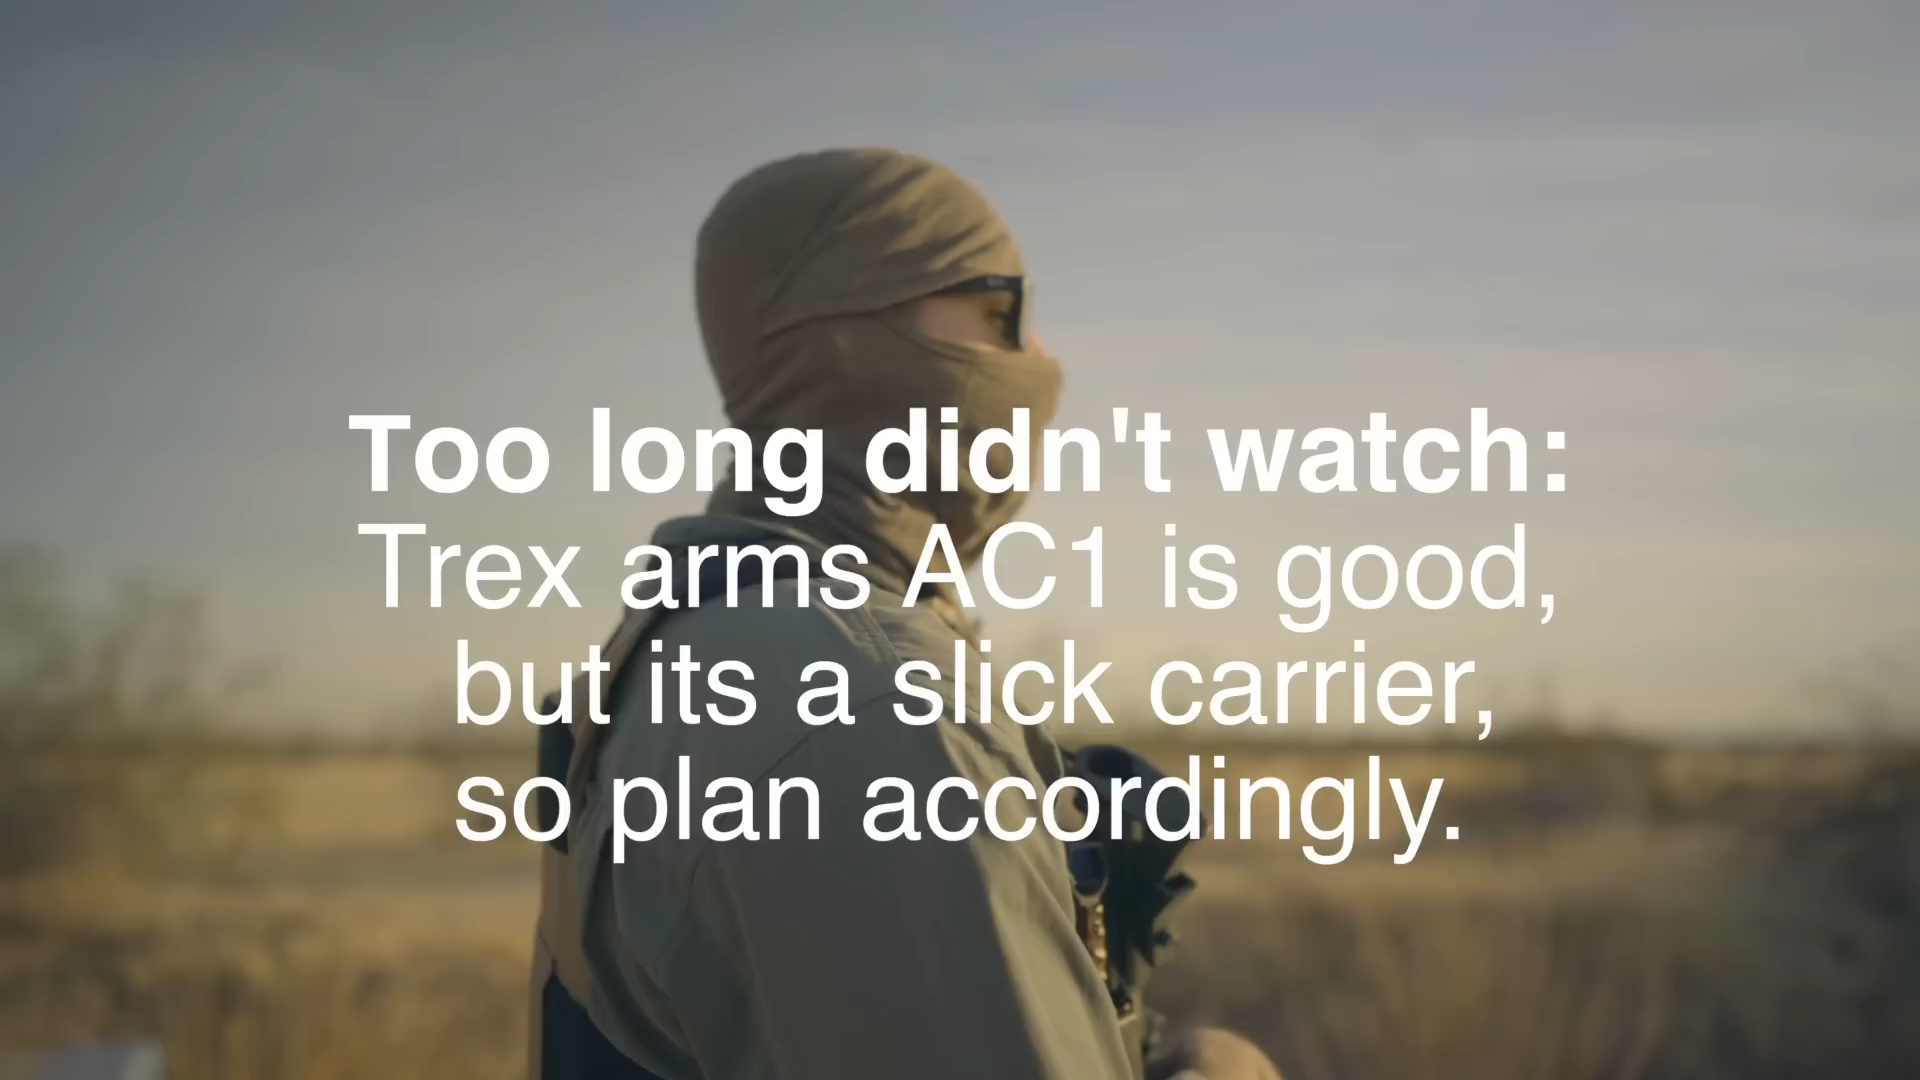 Too long didn't watch:
Trex arms AC1 is good,
but its a slick carrier,
so plan accordingly.